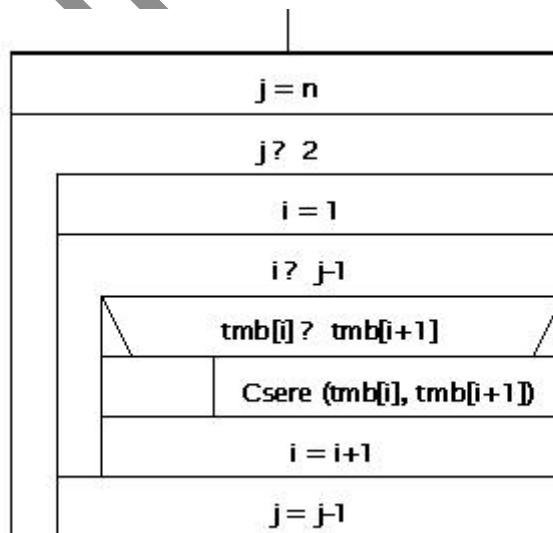 j = n
j ? 2
i = 1
i ? j-1
tmb[i] ? tmb[i+1]
Csere (tmb[i], tmb[i+1])
i = i+1
j = j-1